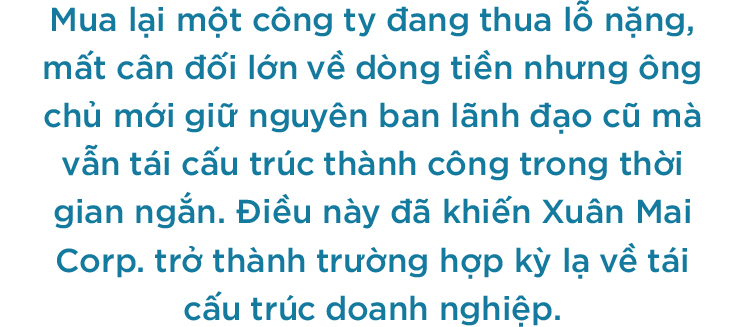 Mua lại một công ty đang thua lỗ nặng,
mất cân đối lớn về dòng tiền nhưng ông
chủ mới giữ nguyên ban lãnh đạo cũ mà
vẫn tái cấu trúc thành công trong thời
gian ngắn. Điều này đã khiến Xuân Mai
Corp. trở thành trường hợp kỳ lạ về tái
cấu trúc doanh nghiệp.